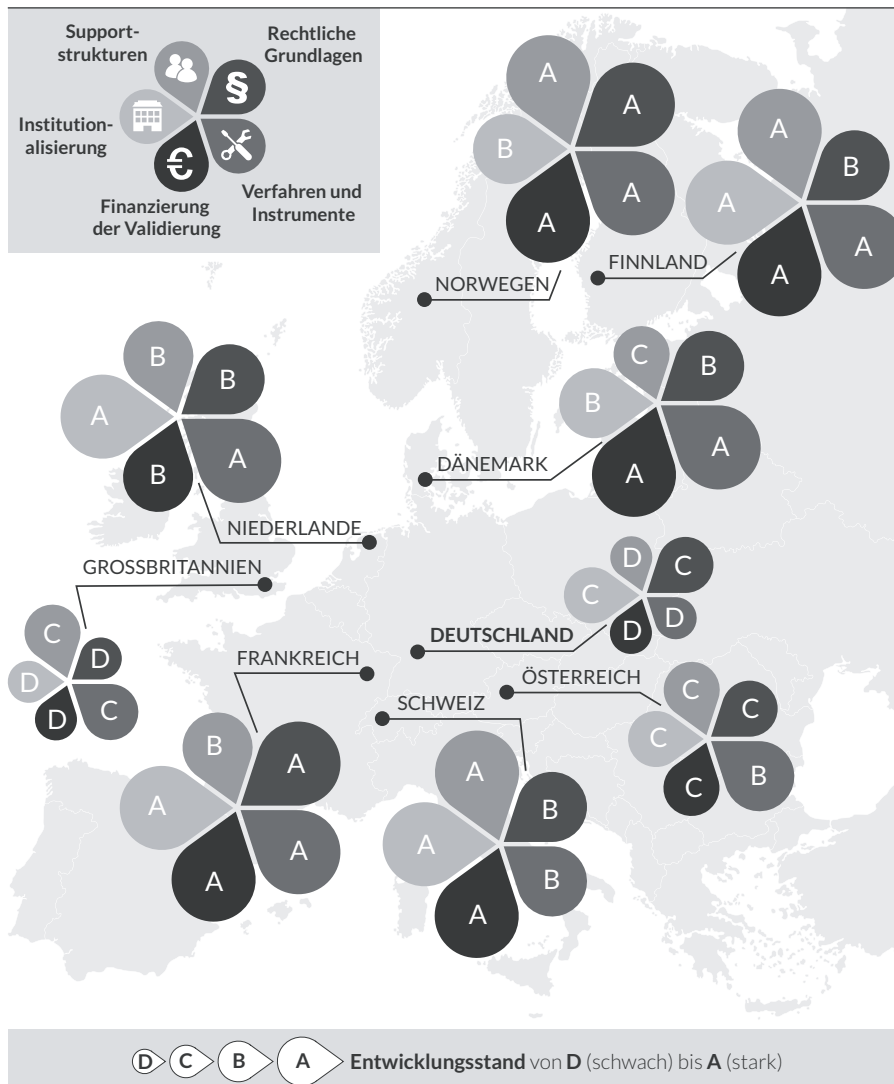 Support-
strukturen
Rechtliche
Grundlagen
§
Institution-
alisierung
€
Finanzierung
der Validierung
Verfahren und
Instrumente
A
A
B
A
A
NORWEGEN
A
B
A
A
A
FINNLAND
B
B
A
B
A
NIEDERLANDE
C
B
B
A
A
DÄNEMARK
GROSSBRITANNIEN
C
D
D
D
C
D
C
C
D
D
DEUTSCHLAND
FRANKREICH
B
A
A
A
A
SCHWEIZ
A
B
A
B
A
ÖSTERREICH
C
C
C
B
C
D C B A Entwicklungsstand von D (schwach) bis A (stark)